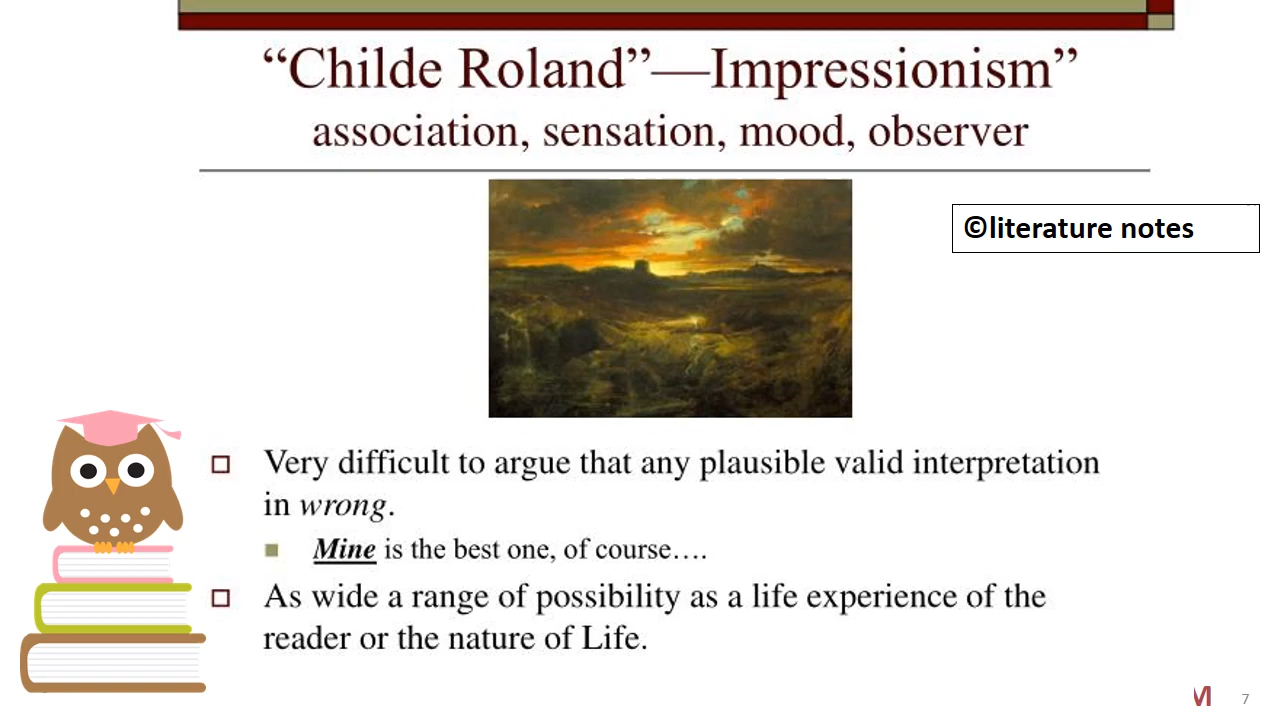 “Childe Roland”—Impressionism”
association, sensation, mood, observer
©literature notes
Very difficult to argue that any plausible valid interpretation
in wrong.
Mine is the best one, of course….
As wide a range of possibility as a life experience of the
reader or the nature of Life.
M
7